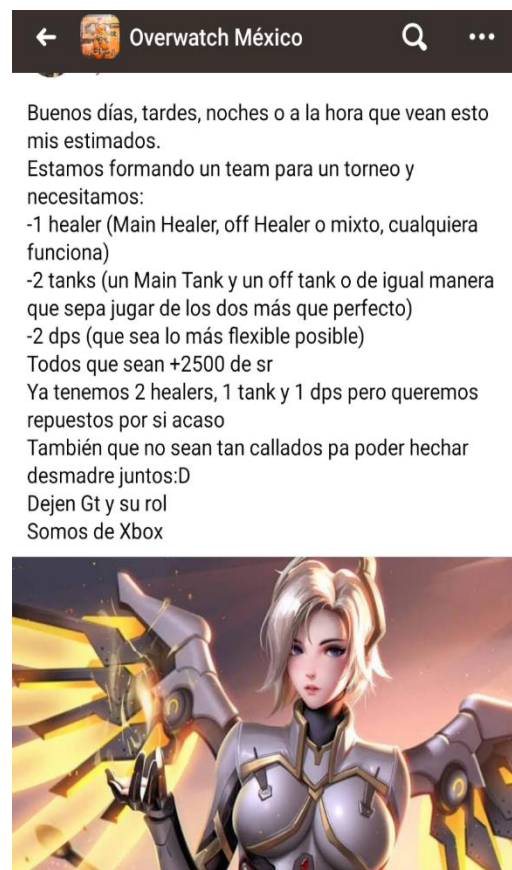 Overwatch México
Buenos días, tardes, noches o a la hora que vean esto
mis estimados.
Estamos formando un team para un torneo y
necesitamos:
-1 healer (Main Healer, off Healer o mixto, cualquiera
funciona)
-2 tanks (un Main Tank y un off tank o de igual manera
que sepa jugar de los dos más que perfecto)
-2 dps (que sea lo más flexible posible)
Todos que sean +2500 de sr
Ya tenemos 2 healers, 1 tank y 1 dps pero queremos
repuestos por si acaso
También que no sean tan callados pa poder hechar
desmadre juntos:D
Dejen Gt y su rol
Somos de Xbox